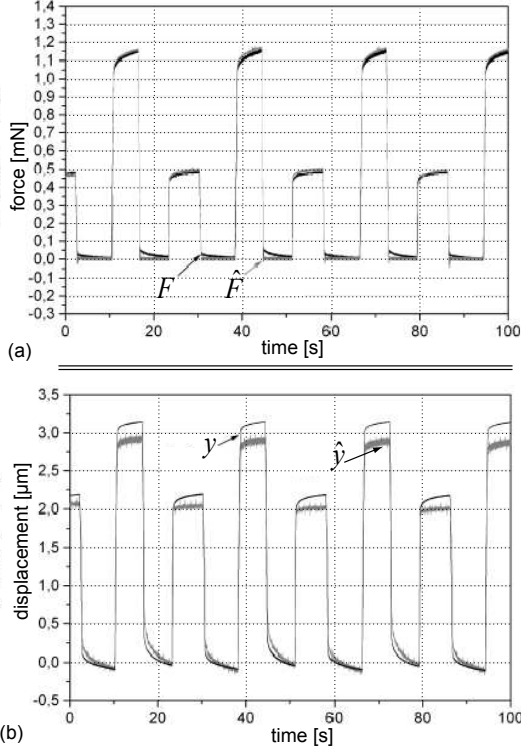 1,4
1,3
1,2
1,1
1,0
0,9
0,8
0,7
0,6
0,5
0,4
0,3
0,2
0,1
0,0
-0,1
-0,2
-0,3
force [mN]
F
F̂
0 20 40 60 80 100
time [s]
(a)
3,5
3,0
2,5
2,0
1,5
1,0
0,5
0,0
-0,5
displacement [µm]
y
ŷ
0 20 40 60 80 100
time [s]
(b)